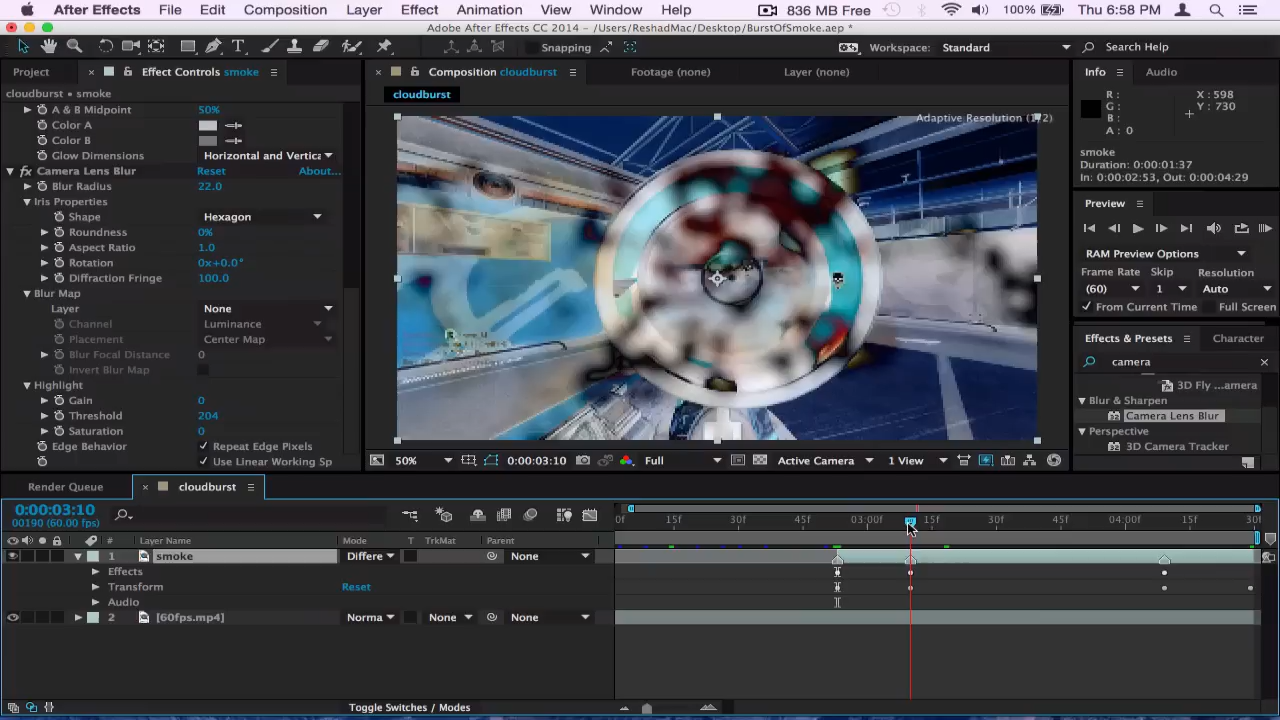 After Effects File Edit Composition Layer Effect Animation View Window Help 836 MB Free 100% Thu 6:58 PM
Adobe After Effects CC 2014 - /Users/ReshadMac/Desktop/BurstOfSmoke.aep *
Snapping Workspace: Standard Search Help
Project Effect Controls smoke Composition cloudburst Footage (none) Layer (none) Info Audio
cloudburst • smoke
cloudburst
A & B Midpoint 50%
Color A
Color B
Glow Dimensions Horizontal and Vertica
Camera Lens Blur Reset About...
Blur Radius 22.0
Iris Properties
Shape Hexagon
Roundness 0%
Aspect Ratio 1.0
Rotation 0x+0.0°
Diffraction Fringe 100.0
Blur Map
Layer None
Channel Luminance
Placement Center Map
Blur Focal Distance 0
Invert Blur Map
Highlight
Gain 0
Threshold 204
Saturation 0
Edge Behavior Repeat Edge Pixels
Use Linear Working Sp
Adaptive Resolution (1/2)
50% 0:00:03:10 Full Active Camera 1 View
R: X: 598
G: Y: 730
B:
A: 0
smoke
Duration: 0:00:01:37
In: 0:00:02:53, Out: 0:00:04:29
Preview
RAM Preview Options
Frame Rate Skip Resolution
(60) 1 Auto
From Current Time Full Screen
Effects & Presets Character
camera
3D Fly ...amera
Blur & Sharpen
Camera Lens Blur
Perspective
3D Camera Tracker
Render Queue cloudburst
0:00:03:10
00190 (60.00 fps)
0f 15f 30f 45f 03:00f 15f 30f 45f 04:00f 15f 30f
# Layer Name Mode T TrkMat Parent
1 smoke Differe None
Effects
Transform Reset
Audio
2 [60fps.mp4] Norma None None
Toggle Switches / Modes